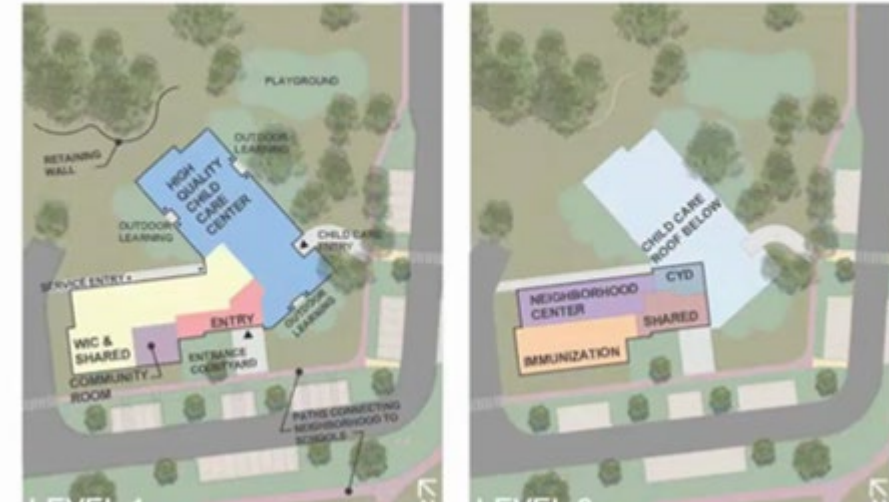 PLAYGROUND
RETAINING
WALL
OUTDOOR
LEARNING
HIGH
QUALITY
CHILD
CARE
CENTER
OUTDOOR
LEARNING
CHILD CARE
ENTRY
SERVICE ENTRY
OUTDOOR
LEARNING
ENTRY
WIC &
SHARED
ENTRANCE
COURTYARD
COMMUNITY
ROOM
PATHS CONNECTING
NEIGHBORHOOD TO
SCHOOLS
LEVEL 1
CHILD CARE
ROOF BELOW
CYD
NEIGHBORHOOD
CENTER
SHARED
IMMUNIZATION
LEVEL 2